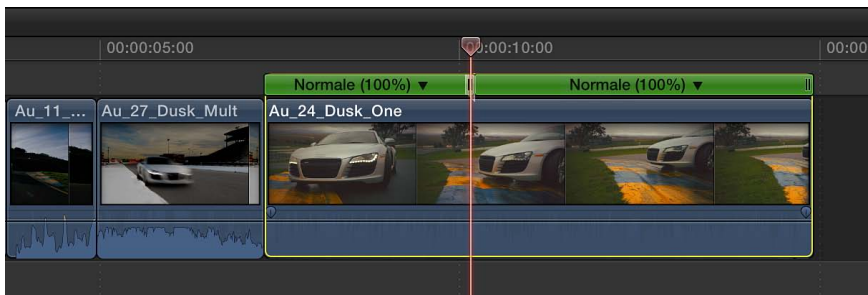 00:00:05:00
00:00:10:00
00:00
Normale (100%) ▼
Normale (100%) ▼
Au_11_...
Au_27_Dusk_Mult
Au_24_Dusk_One